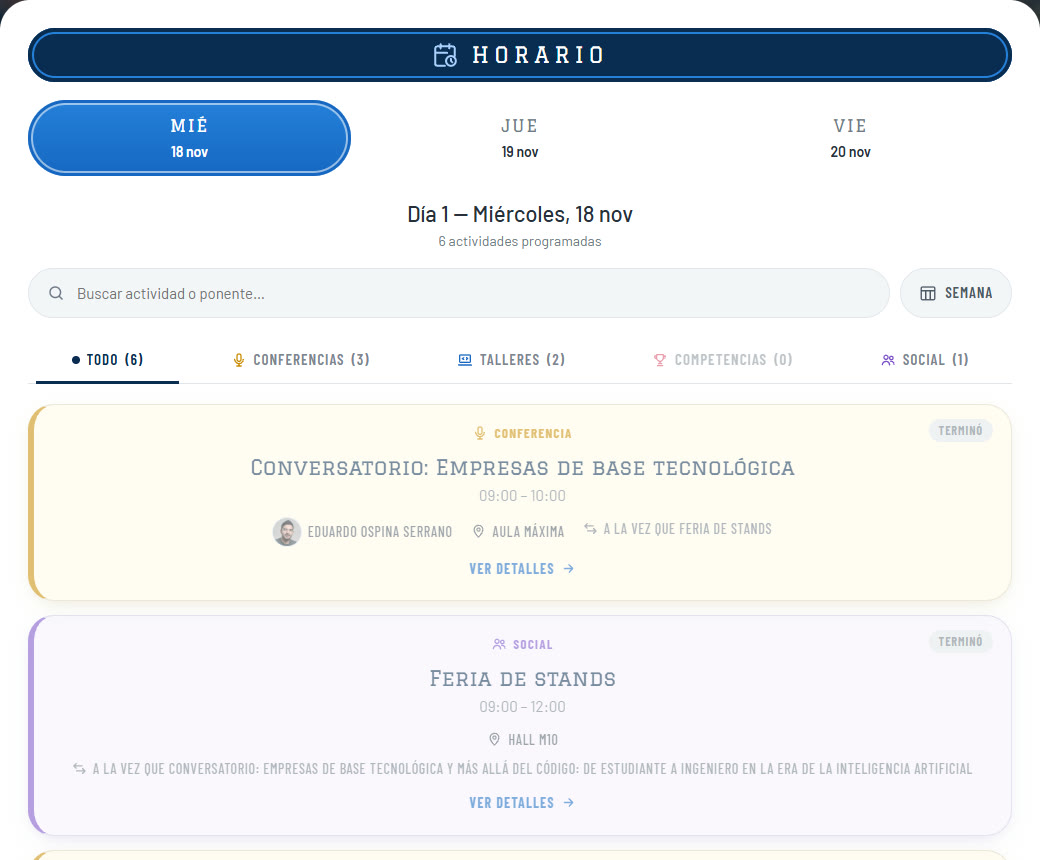 HORARIO
MIÉ JUE VIE
18 nov 19 nov 20 nov
Día 1 — Miércoles, 18 nov
6 actividades programadas
Buscar actividad o ponente... SEMANA
TODO (6) CONFERENCIAS (3) TALLERES (2) COMPETENCIAS (0) SOCIAL (1)
CONFERENCIA TERMINÓ
Conversatorio: Empresas de base tecnológica
09:00 – 10:00
EDUARDO OSPINA SERRANO AULA MÁXIMA A LA VEZ QUE FERIA DE STANDS
VER DETALLES →
SOCIAL TERMINÓ
Feria de stands
09:00 – 12:00
HALL M10
A LA VEZ QUE CONVERSATORIO: EMPRESAS DE BASE TECNOLÓGICA Y MÁS ALLÁ DEL CÓDIGO: DE ESTUDIANTE A INGENIERO EN LA ERA DE LA INTELIGENCIA ARTIFICIAL
VER DETALLES →